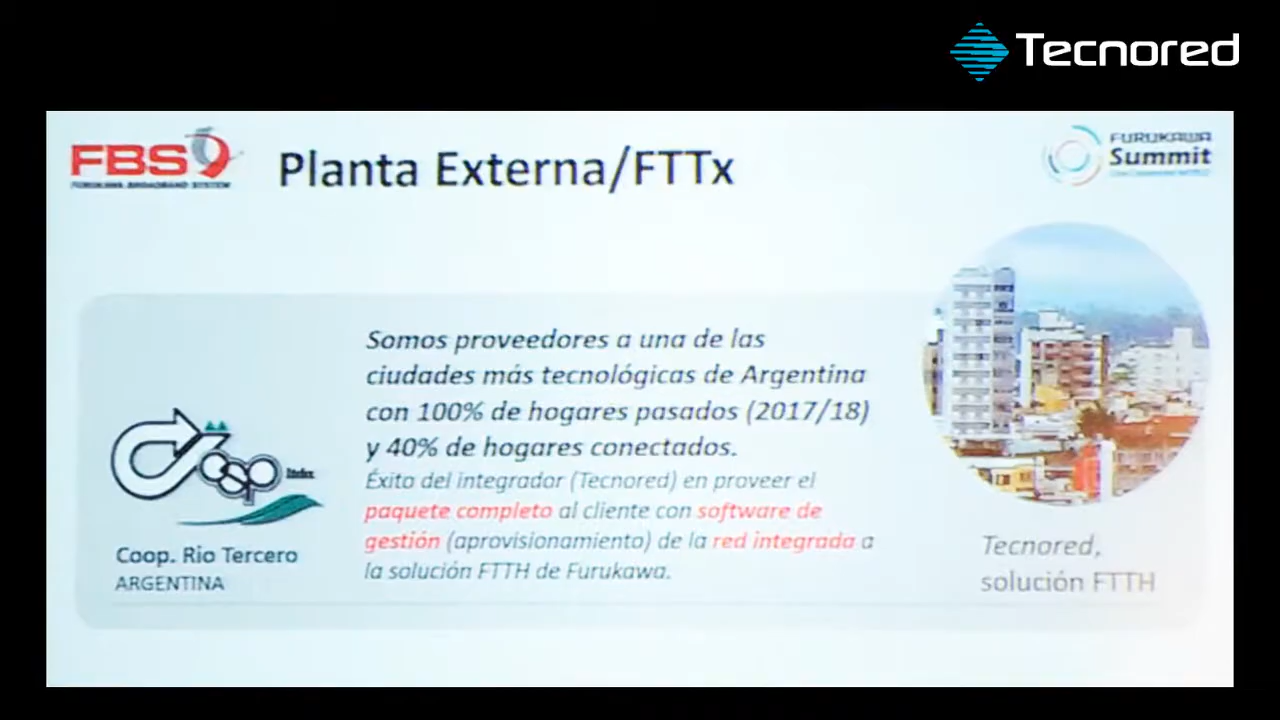 Tecnored
FBS
FURUKAWA BROADBAND SYSTEM
Planta Externa/FTTx
FURUKAWA
Summit
Somos proveedores a una de las
ciudades más tecnológicas de Argentina
con 100% de hogares pasados (2017/18)
y 40% de hogares conectados.
Éxito del integrador (Tecnored) en proveer el
paquete completo al cliente con software de
gestión (aprovisionamiento) de la red integrada a
la solución FTTH de Furukawa.
Coop ltda.
Coop. Rio Tercero
ARGENTINA
Tecnored,
solución FTTH